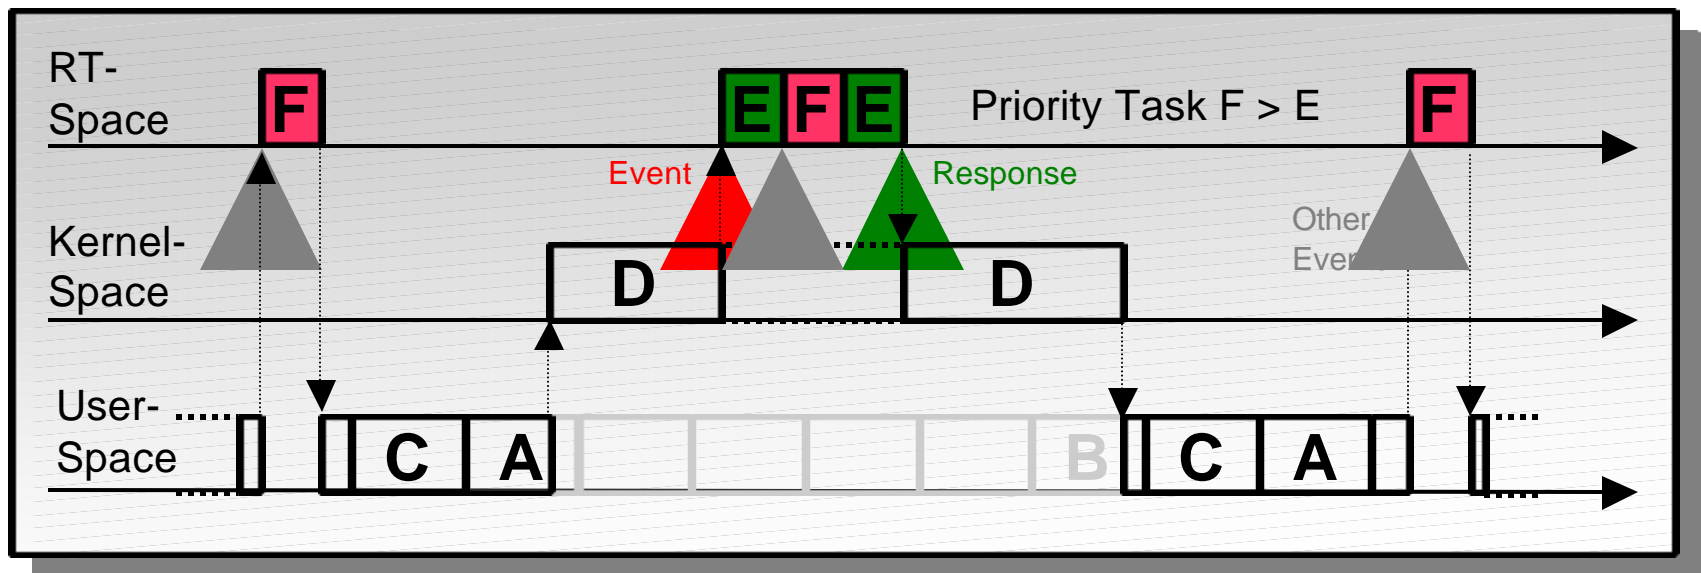 RT-
Space
F
E F E
Priority Task F > E
F
Event
Response
Other
Kernel-
Space
D
D
User-
Space
C
A
B
C
A